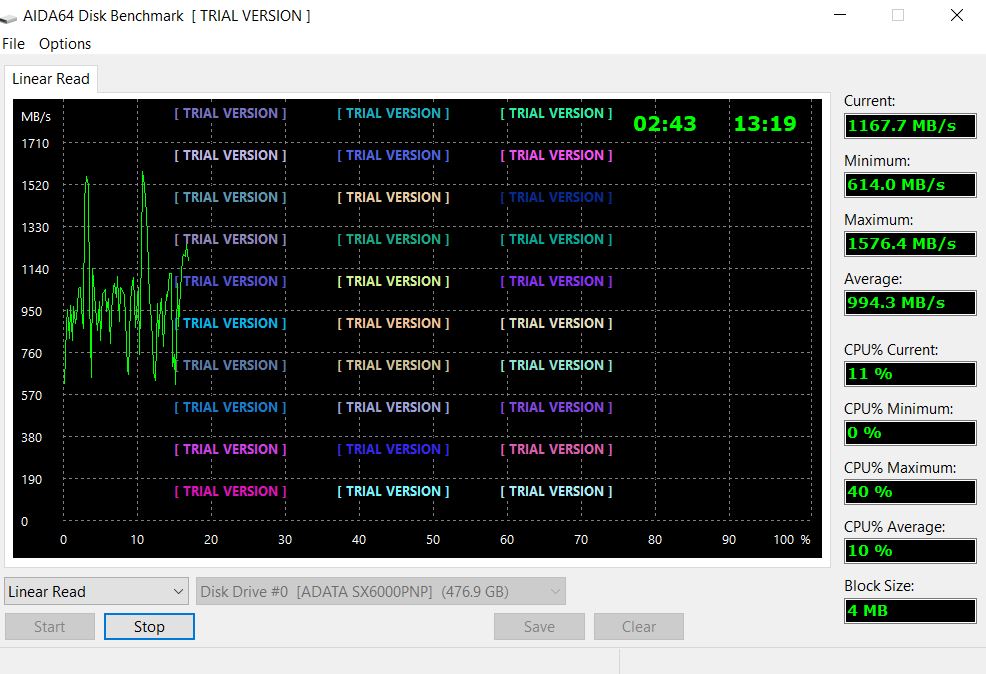 AIDA64 Disk Benchmark [ TRIAL VERSION ]
File Options
Linear Read
MB/s [ TRIAL VERSION ] [ TRIAL VERSION ] [ TRIAL VERSION ] 02:43 13:19
1710
[ TRIAL VERSION ] [ TRIAL VERSION ] [ TRIAL VERSION ]
1520
[ TRIAL VERSION ] [ TRIAL VERSION ] [ TRIAL VERSION ]
1330
[ TRIAL VERSION ] [ TRIAL VERSION ] [ TRIAL VERSION ]
1140
[ TRIAL VERSION ] [ TRIAL VERSION ] [ TRIAL VERSION ]
950
[ TRIAL VERSION ] [ TRIAL VERSION ] [ TRIAL VERSION ]
760
[ TRIAL VERSION ] [ TRIAL VERSION ] [ TRIAL VERSION ]
570
[ TRIAL VERSION ] [ TRIAL VERSION ] [ TRIAL VERSION ]
380
[ TRIAL VERSION ] [ TRIAL VERSION ] [ TRIAL VERSION ]
190
[ TRIAL VERSION ] [ TRIAL VERSION ] [ TRIAL VERSION ]
0
0 10 20 30 40 50 60 70 80 90 100 %
Current:
1167.7 MB/s
Minimum:
614.0 MB/s
Maximum:
1576.4 MB/s
Average:
994.3 MB/s
CPU% Current:
11 %
CPU% Minimum:
0 %
CPU% Maximum:
40 %
CPU% Average:
10 %
Block Size:
4 MB
Linear Read Disk Drive #0 [ADATA SX6000PNP] (476.9 GB)
Start Stop Save Clear